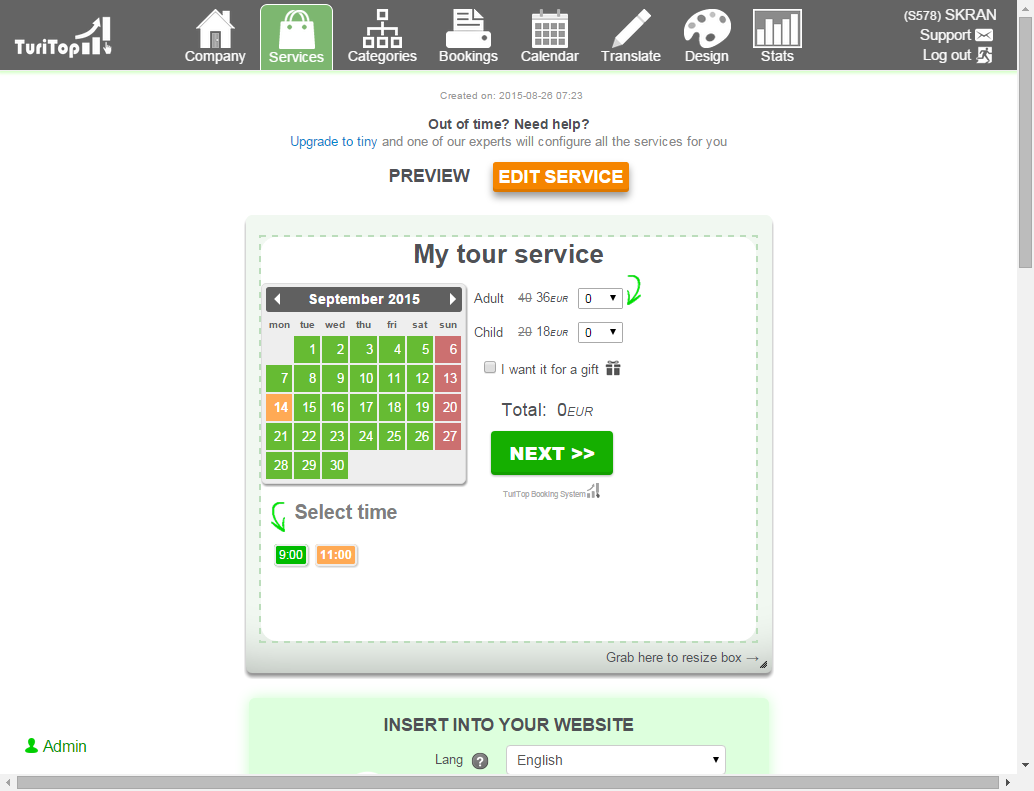 TuriTop
Company
Services
Categories
Bookings
Calendar
Translate
Design
Stats
(S578) SKRAN
Support
Log out
Created on: 2015-08-26 07:23
Out of time? Need help?
Upgrade to tiny and one of our experts will configure all the services for you
PREVIEW
EDIT SERVICE
My tour service
September 2015
mon tue wed thu fri sat sun
1 2 3 4 5 6
7 8 9 10 11 12 13
14 15 16 17 18 19 20
21 22 23 24 25 26 27
28 29 30
Adult 40 36EUR 0
Child 20 18EUR 0
I want it for a gift
Total: 0EUR
NEXT >>
TuriTop Booking System
Select time
9:00 11:00
Grab here to resize box →
INSERT INTO YOUR WEBSITE
Lang ? English
Admin